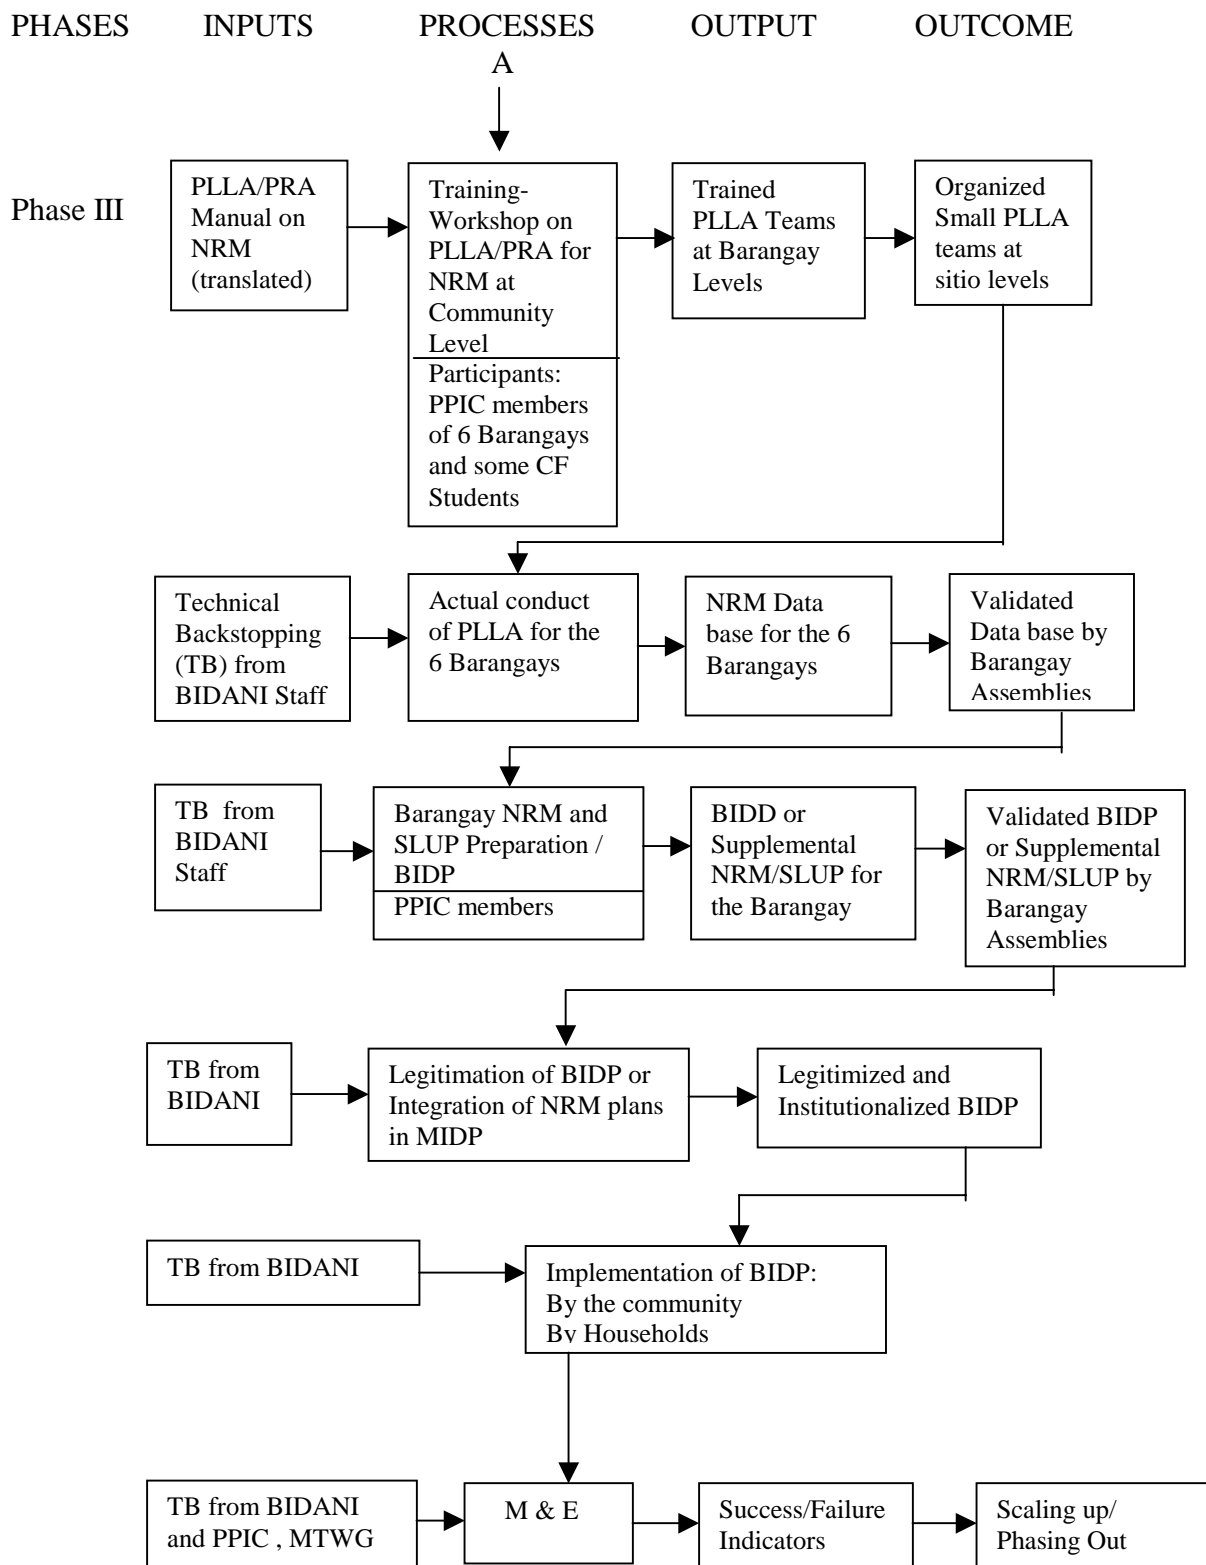 PHASES INPUTS PROCESSES OUTPUT OUTCOME
A
Phase III
PLLA/PRA
Manual on
NRM
(translated)
Training-
Workshop on
PLLA/PRA for
NRM at
Community
Level
Participants:
PPIC members
of 6 Barangays
and some CF
Students
Trained
PLLA Teams
at Barangay
Levels
Organized
Small PLLA
teams at
sitio levels
Technical
Backstopping
(TB) from
BIDANI Staff
Actual conduct
of PLLA for the
6 Barangays
NRM Data
base for the 6
Barangays
Validated
Data base by
Barangay
Assemblies
TB from
BIDANI
Staff
Barangay NRM and
SLUP Preparation /
BIDP
PPIC members
BIDD or
Supplemental
NRM/SLUP for
the Barangay
Validated BIDP
or Supplemental
NRM/SLUP by
Barangay
Assemblies
TB from
BIDANI
Legitimation of BIDP or
Integration of NRM plans
in MIDP
Legitimized and
Institutionalized BIDP
TB from BIDANI
Implementation of BIDP:
By the community
By Households
TB from BIDANI
and PPIC , MTWG
M & E
Success/Failure
Indicators
Scaling up/
Phasing Out